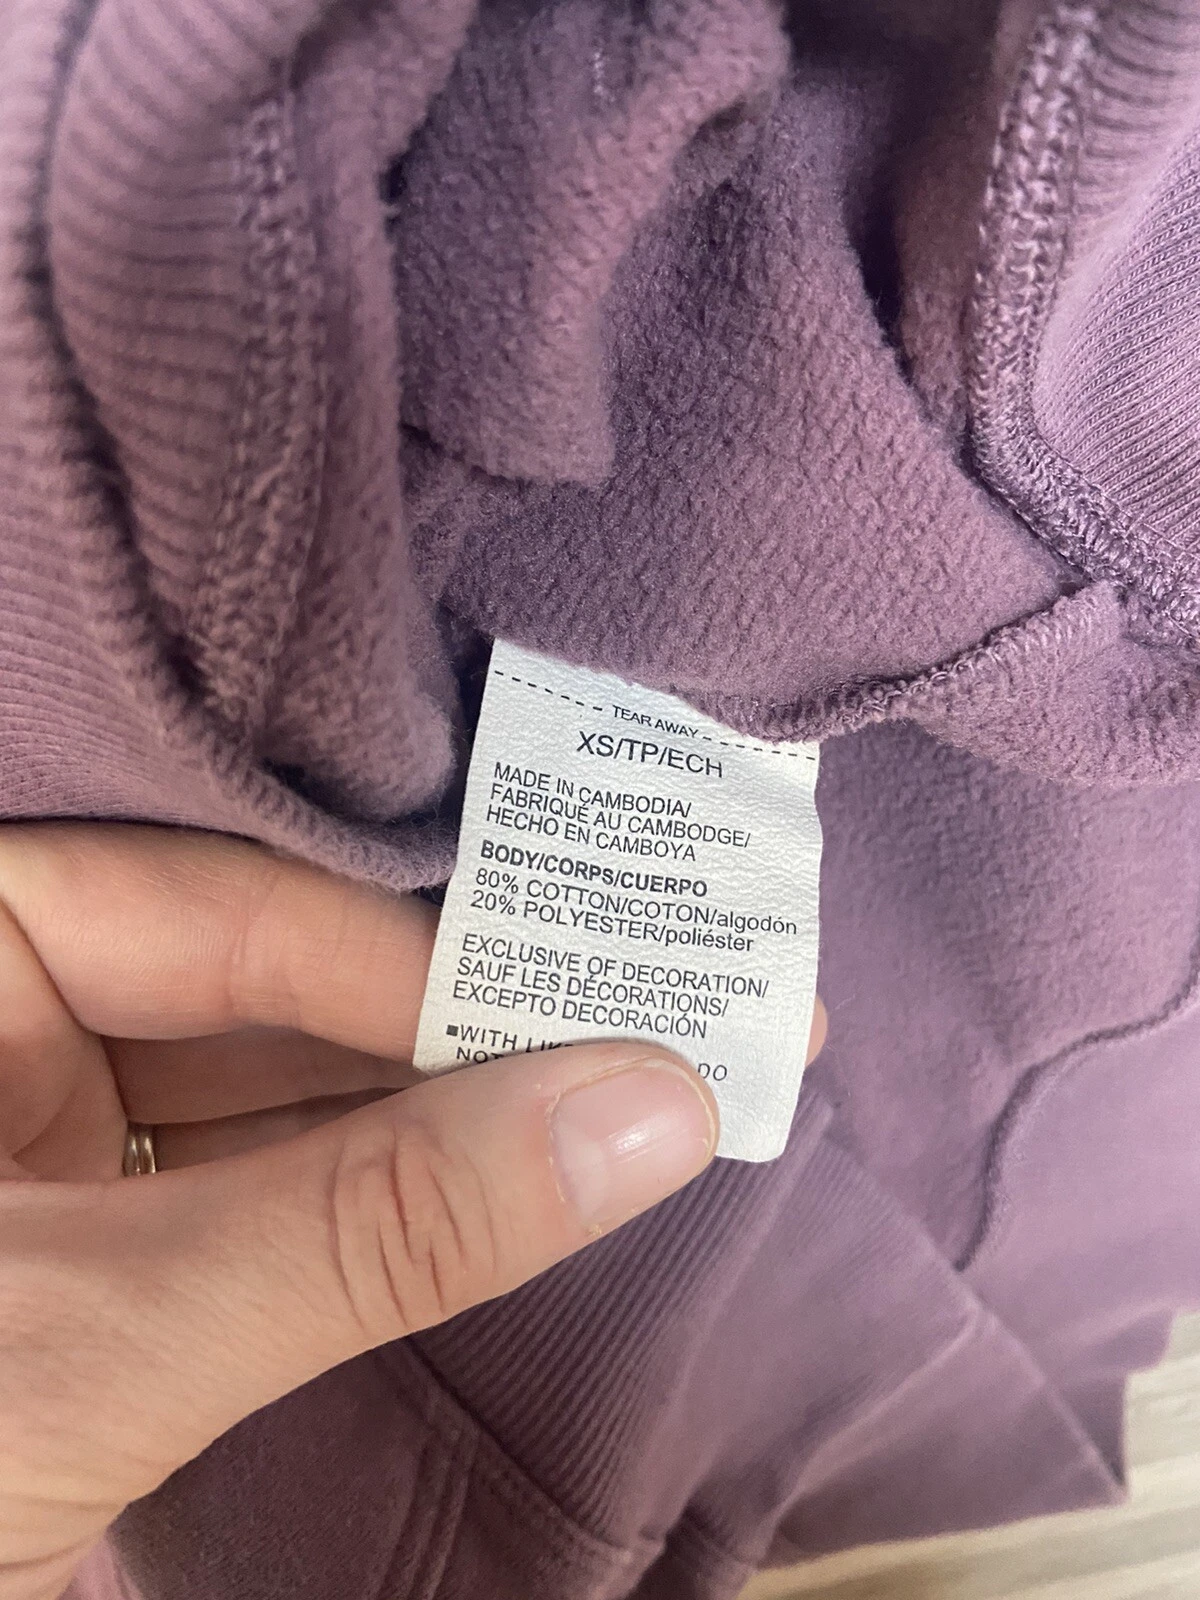 TEAR AWAY
XS/TP/ECH
MADE IN CAMBODIA/
FABRIQUÉ AU CAMBODGE/
HECHO EN CAMBOYA
BODY/CORPS/CUERPO
80% COTTON/COTON/algodón
20% POLYESTER/poliéster
EXCLUSIVE OF DECORATION/
SAUF LES DÉCORATIONS/
EXCEPTO DECORACIÓN
■WITH